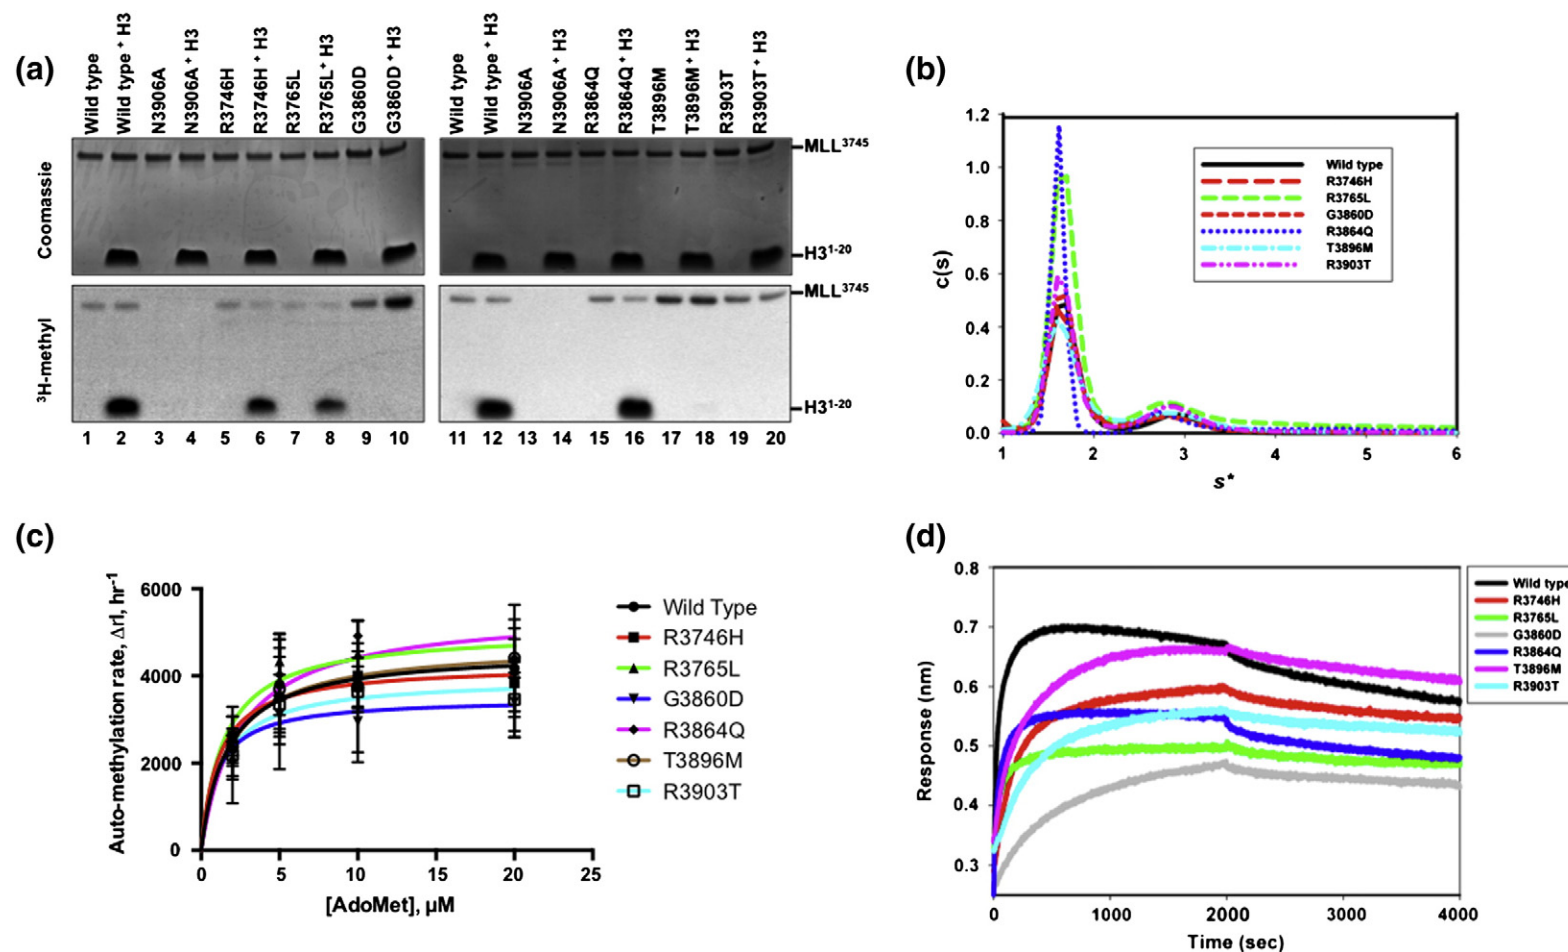 (a)
Wild type
Wild type + H3
N3906A
N3906A + H3
R3746H
R3746H + H3
R3765L
R3765L + H3
G3860D
G3860D + H3
Wild type
Wild type + H3
N3906A
N3906A + H3
R3864Q
R3864Q + H3
T3896M
T3896M + H3
R3903T
R3903T + H3
Coomassie
MLL³⁷⁴⁵
H3¹⁻²⁰
³H-methyl
MLL³⁷⁴⁵
H3¹⁻²⁰
1 2 3 4 5 6 7 8 9 10 11 12 13 14 15 16 17 18 19 20
(b)
c(s)
1.2
1.0
0.8
0.6
0.4
0.2
0.0
1 2 3 4 5 6
s*
Wild type
R3746H
R3765L
G3860D
R3864Q
T3896M
R3903T
(c)
Auto-methylation rate, ΔrI, hr⁻¹
6000
4000
2000
0
0 5 10 15 20 25
[AdoMet], µM
Wild Type
R3746H
R3765L
G3860D
R3864Q
T3896M
R3903T
(d)
Response (nm)
0.8
0.7
0.6
0.5
0.4
0.3
0 1000 2000 3000 4000
Time (sec)
Wild type
R3746H
R3765L
G3860D
R3864Q
T3896M
R3903T